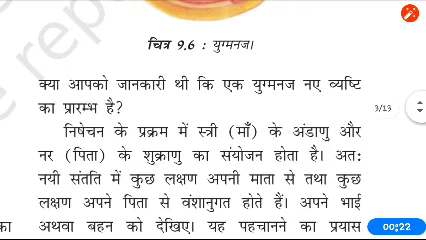 चित्र 9.6 : युग्मनज।
क्या आपको जानकारी थी कि एक युग्मनज नए व्यष्टि
का प्रारम्भ है?
3/13
निषेचन के प्रक्रम में स्त्री (माँ) के अंडाणु और
नर (पिता) के शुक्राणु का संयोजन होता है। अत:
नयी संतति में कुछ लक्षण अपनी माता से तथा कुछ
लक्षण अपने पिता से वंशानुगत होते हैं। अपने भाई
का अथवा बहन को देखिए। यह पहचानने का प्रयास
00:22